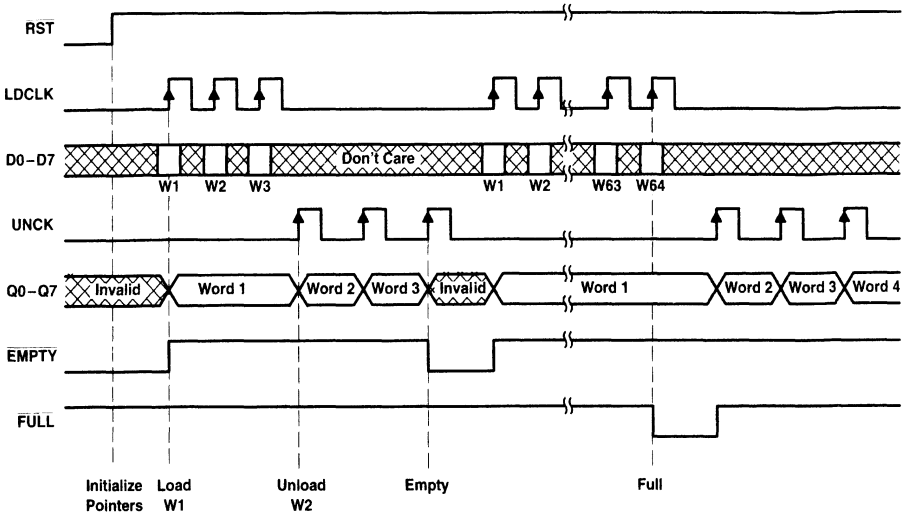 RST
LDCLK
D0–D7
Don't Care
W1 W2 W3 W1 W2 W63 W64
UNCK
Q0–Q7
Invalid Word 1 Word 2 Word 3 Invalid Word 1 Word 2 Word 3 Word 4
EMPTY
FULL
Initialize Pointers
Load W1
Unload W2
Empty
Full